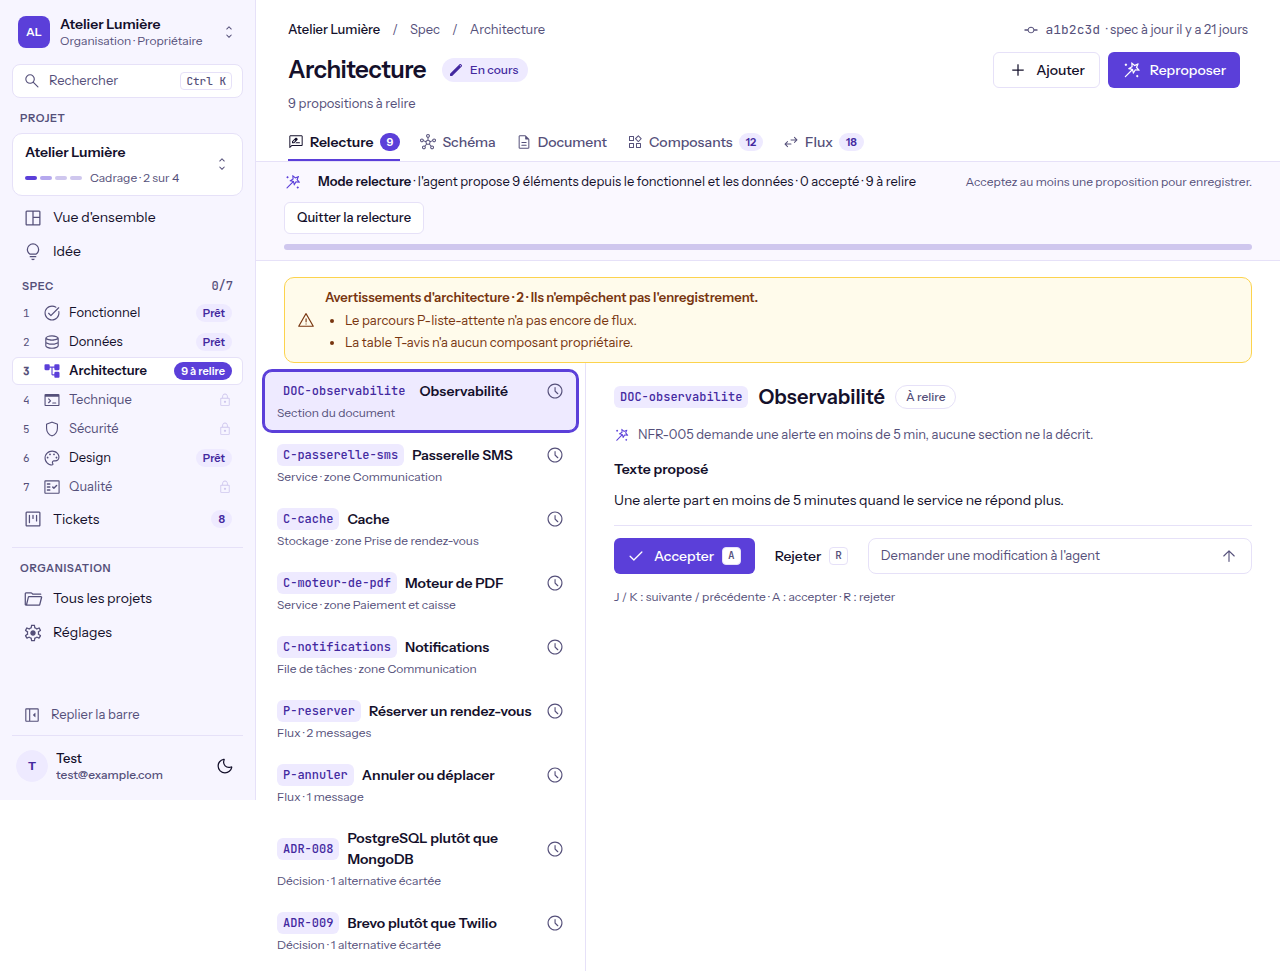 AL
Atelier Lumière
Organisation · Propriétaire
Rechercher
Ctrl K
PROJET
Atelier Lumière
Cadrage · 2 sur 4
Vue d'ensemble
Idée
SPEC 0/7
1 Fonctionnel Prêt
2 Données Prêt
3 Architecture 9 à relire
4 Technique
5 Sécurité
6 Design Prêt
7 Qualité
Tickets 8
ORGANISATION
Tous les projets
Réglages
Replier la barre
T
Test
test@example.com
Atelier Lumière / Spec / Architecture
a1b2c3d · spec à jour il y a 21 jours
Architecture
En cours
Ajouter
Reproposer
9 propositions à relire
Relecture 9
Schéma
Document
Composants 12
Flux 18
Mode relecture · l'agent propose 9 éléments depuis le fonctionnel et les données · 0 accepté · 9 à relire
Acceptez au moins une proposition pour enregistrer.
Quitter la relecture
Avertissements d'architecture · 2 · Ils n'empêchent pas l'enregistrement.
• Le parcours P-liste-attente n'a pas encore de flux.
• La table T-avis n'a aucun composant propriétaire.
DOC-observabilite Observabilité
Section du document
C-passerelle-sms Passerelle SMS
Service · zone Communication
C-cache Cache
Stockage · zone Prise de rendez-vous
C-moteur-de-pdf Moteur de PDF
Service · zone Paiement et caisse
C-notifications Notifications
File de tâches · zone Communication
P-reserver Réserver un rendez-vous
Flux · 2 messages
P-annuler Annuler ou déplacer
Flux · 1 message
ADR-008 PostgreSQL plutôt que
MongoDB
Décision · 1 alternative écartée
ADR-009 Brevo plutôt que Twilio
Décision · 1 alternative écartée
DOC-observabilite Observabilité À relire
NFR-005 demande une alerte en moins de 5 min, aucune section ne la décrit.
Texte proposé
Une alerte part en moins de 5 minutes quand le service ne répond plus.
Accepter A
Rejeter R
Demander une modification à l'agent
J / K : suivante / précédente · A : accepter · R : rejeter